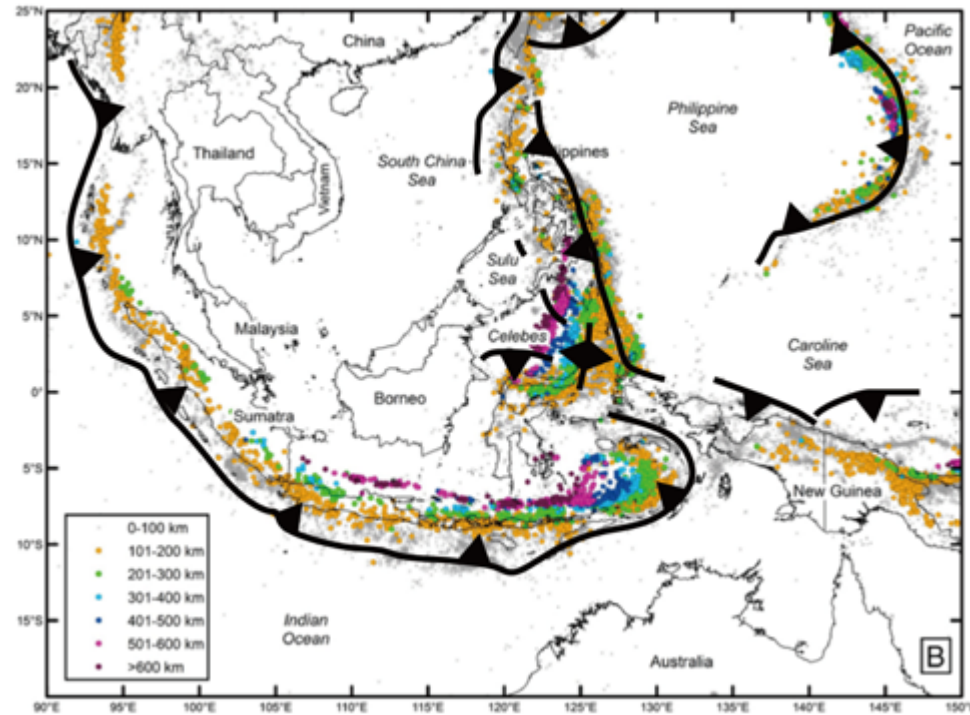 25°N
20°N
15°N
10°N
5°N
0°
5°S
10°S
15°S
90°E
95°E
100°E
105°E
110°E
115°E
120°E
125°E
130°E
135°E
140°E
145°E
150°E
China
Pacific
Ocean
Philippine
Sea
Thailand
Vietnam
South China
Sea
ippines
Sulu
Sea
Malaysia
Celebes
Caroline
Sea
Borneo
Sumatra
New Guinea
Indian
Ocean
Australia
0-100 km
101-200 km
201-300 km
301-400 km
401-500 km
501-600 km
>600 km
B